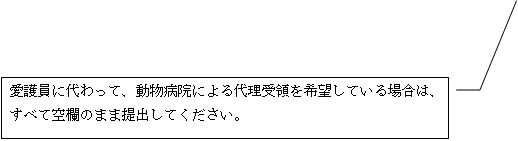 愛護員に代わって、動物病院による代理受領を希望している場合は、
すべて空欄のまま提出してください。